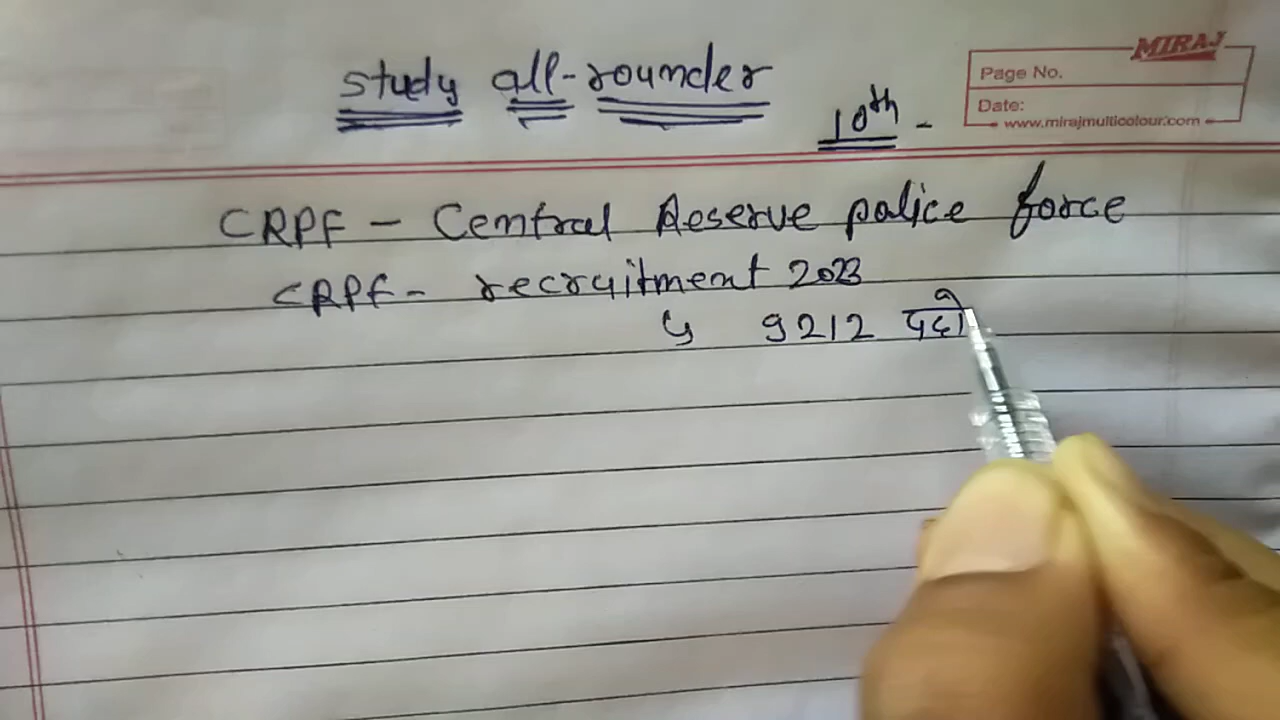 MIRAJ
Page No.
Date:
www.mirajmulticolour.com
study all-rounder
10th -
CRPF - Central Reserve police force
CRPF - recruitment 2023
↳ 9212 पदों